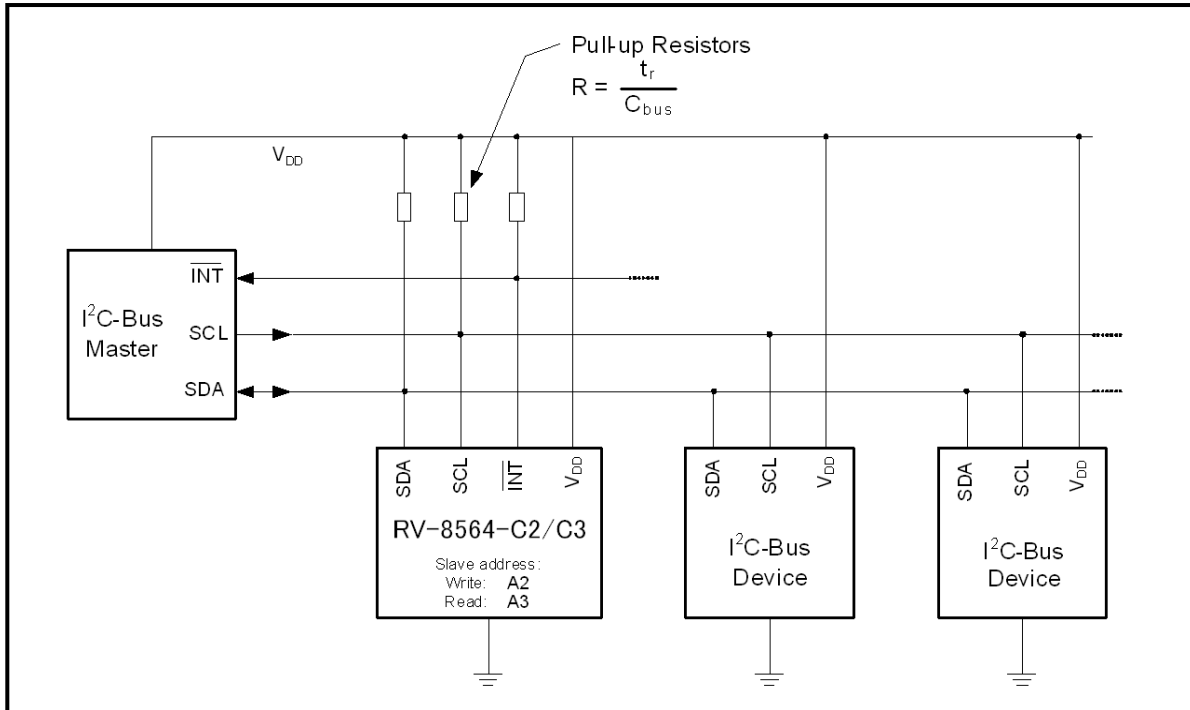 Pull-up Resistors
R = t_r / C_bus
V_DD
INT
SCL
SDA
I²C-Bus
Master
SDA
SCL
INT
V_DD
RV-8564-C2/C3
Slave address:
Write: A2
Read: A3
SDA
SCL
V_DD
I²C-Bus
Device
SDA
SCL
V_DD
I²C-Bus
Device